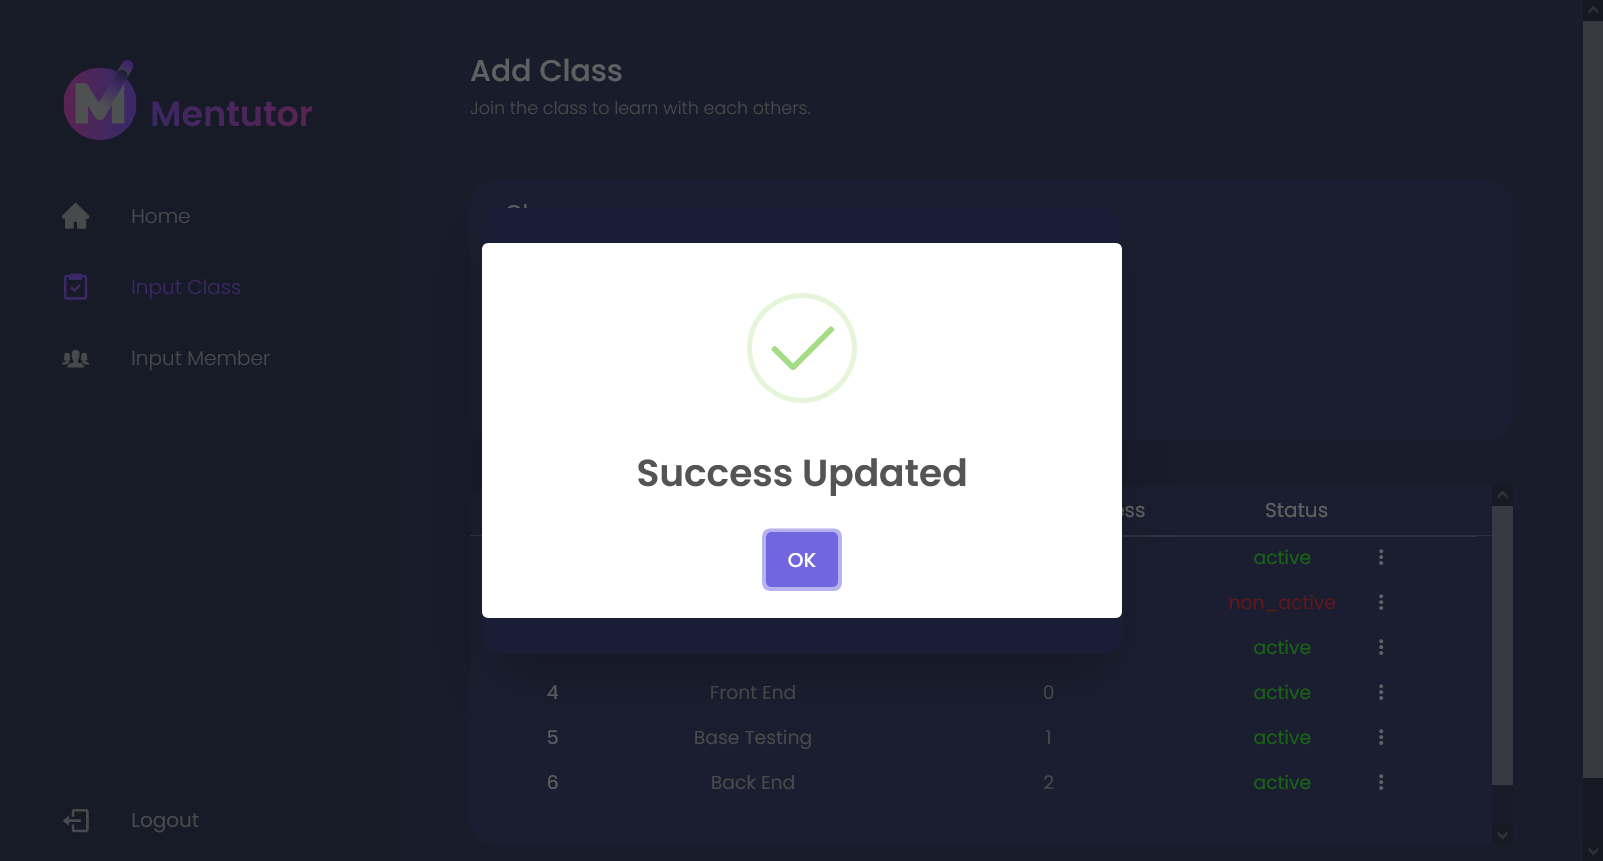 Mentutor
Home
Input Class
Input Member
Logout
Add Class
Join the class to learn with each others.
Success Updated
OK
Status
active
non_active
active
4 Front End 0 active
5 Base Testing 1 active
6 Back End 2 active